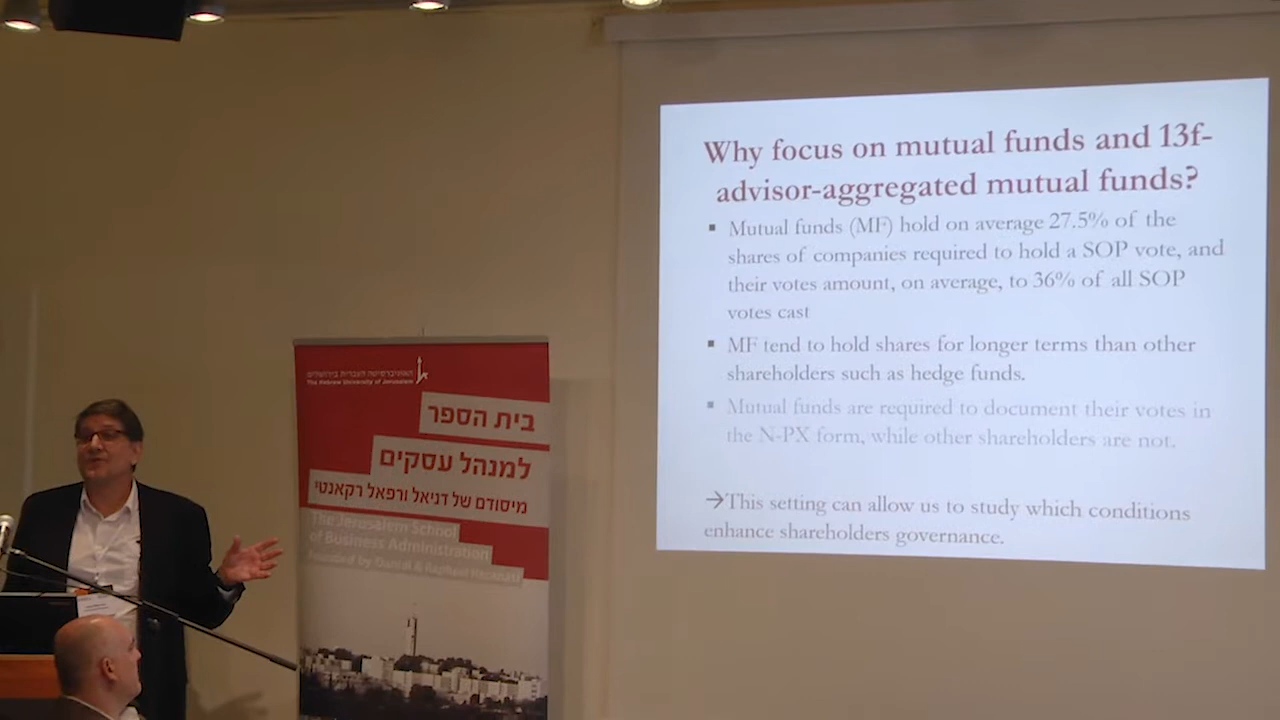 Why focus on mutual funds and 13f-
advisor-aggregated mutual funds?
▪ Mutual funds (MF) hold on average 27.5% of the
shares of companies required to hold a SOP vote, and
their votes amount, on average, to 36% of all SOP
votes cast
▪ MF tend to hold shares for longer terms than other
shareholders such as hedge funds.
▪ Mutual funds are required to document their votes in
the N-PX form, while other shareholders are not.
→This setting can allow us to study which conditions
enhance shareholders governance.
האוניברסיטה העברית בירושלים
The Hebrew University of Jerusalem
בית הספר
למנהל עסקים
מיסודם של דניאל ורפאל רקאנטי
The Jerusalem School
of Business Administration
Founded by Daniel & Raphael Recanati